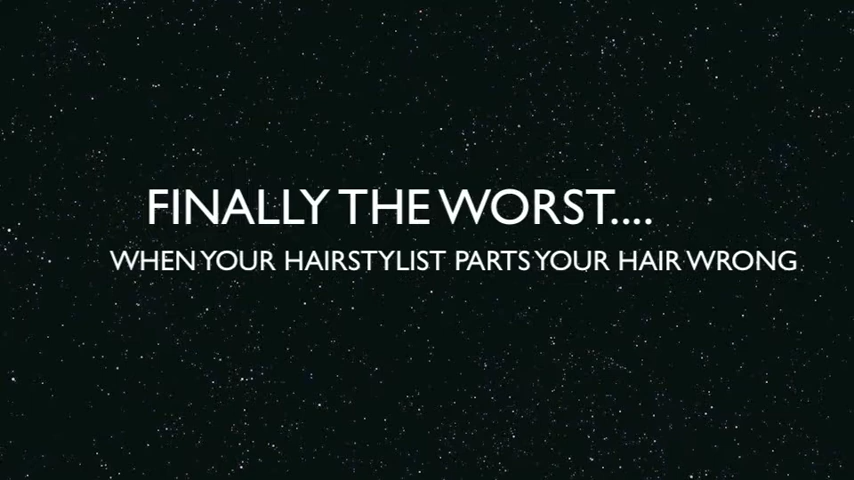 FINALLY THE WORST....
WHEN YOUR HAIRSTYLIST PARTS YOUR HAIR WRONG